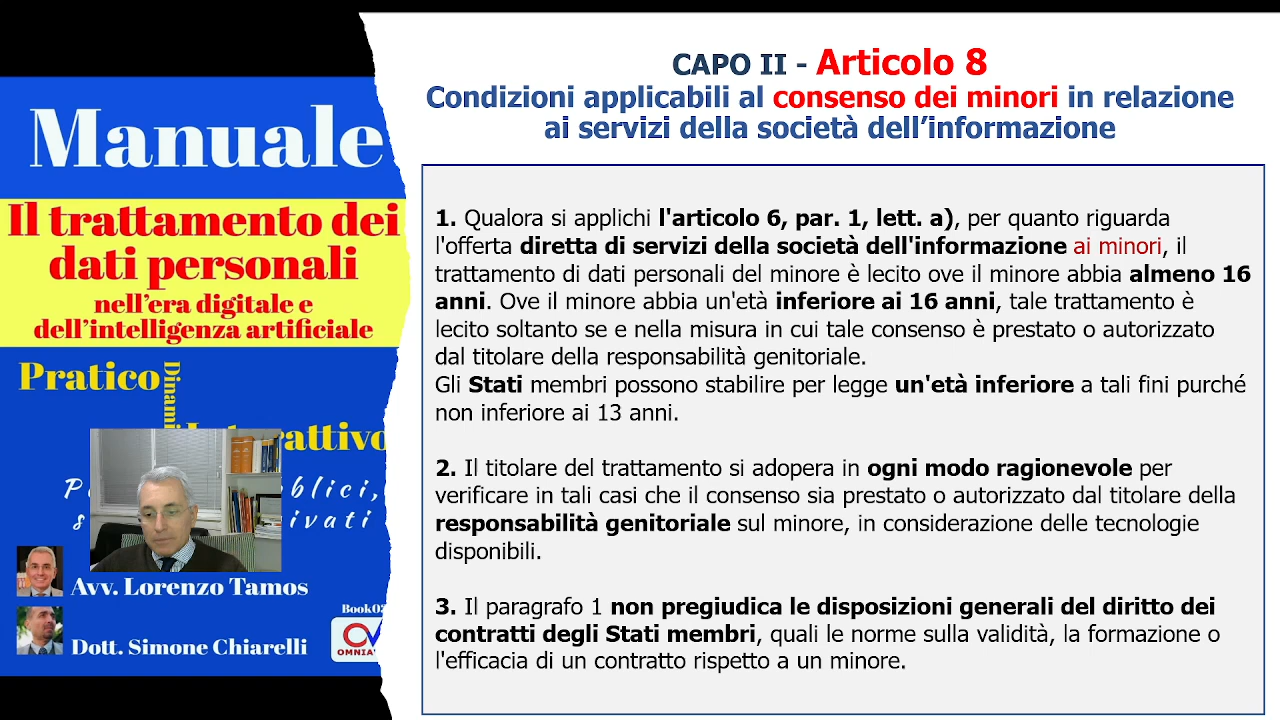 Manuale
Il trattamento dei
dati personali
nell'era digitale e
dell'intelligenza artificiale
Pratico
Avv. Lorenzo Tamos
Dott. Simone Chiarelli
CAPO II - Articolo 8
Condizioni applicabili al consenso dei minori in relazione
ai servizi della società dell’informazione
1. Qualora si applichi l'articolo 6, par. 1, lett. a), per quanto riguarda
l'offerta diretta di servizi della società dell'informazione ai minori, il
trattamento di dati personali del minore è lecito ove il minore abbia almeno 16
anni. Ove il minore abbia un'età inferiore ai 16 anni, tale trattamento è
lecito soltanto se e nella misura in cui tale consenso è prestato o autorizzato
dal titolare della responsabilità genitoriale.
Gli Stati membri possono stabilire per legge un'età inferiore a tali fini purché
non inferiore ai 13 anni.
2. Il titolare del trattamento si adopera in ogni modo ragionevole per
verificare in tali casi che il consenso sia prestato o autorizzato dal titolare della
responsabilità genitoriale sul minore, in considerazione delle tecnologie
disponibili.
3. Il paragrafo 1 non pregiudica le disposizioni generali del diritto dei
contratti degli Stati membri, quali le norme sulla validità, la formazione o
l'efficacia di un contratto rispetto a un minore.